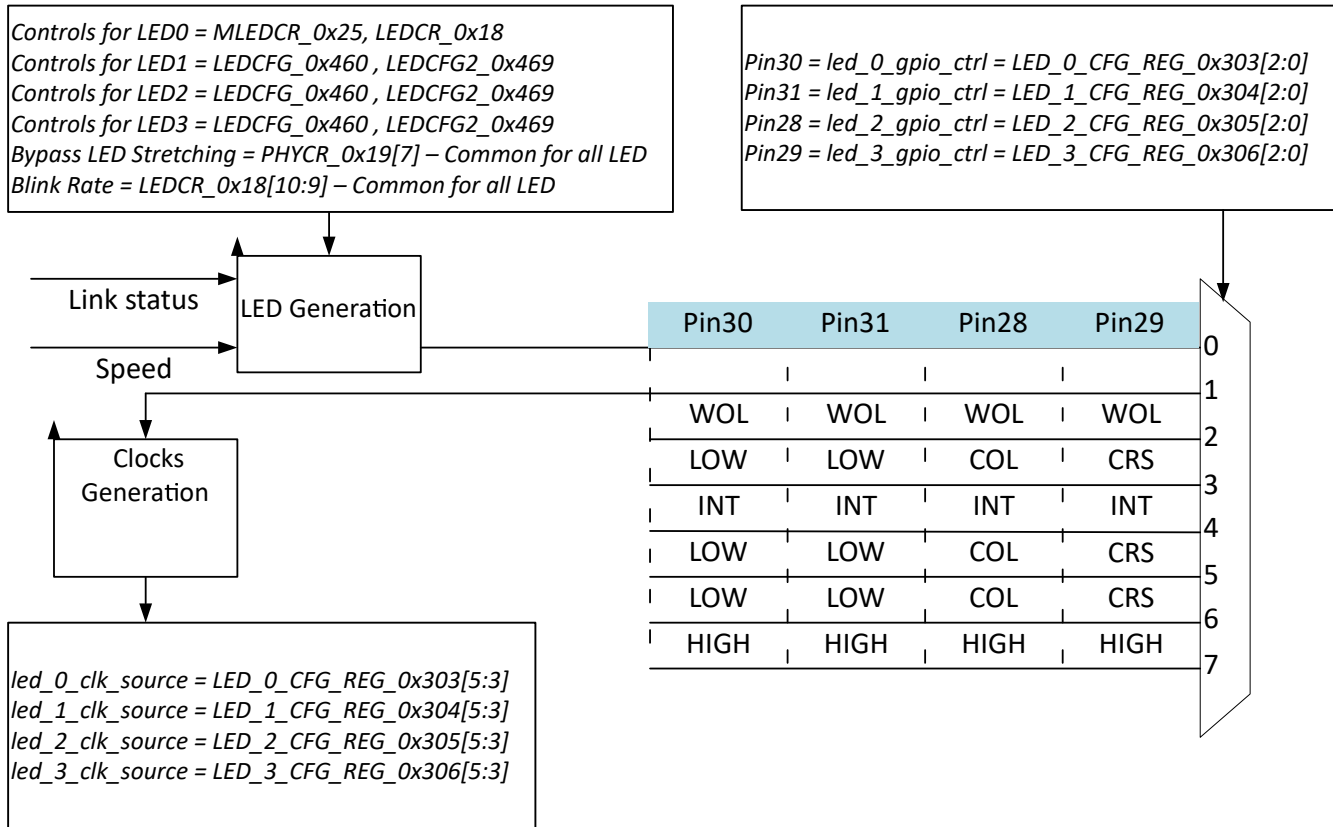 Controls for LED0 = MLEDCR_0x25, LEDCR_0x18
Controls for LED1 = LEDCFG_0x460 , LEDCFG2_0x469
Controls for LED2 = LEDCFG_0x460 , LEDCFG2_0x469
Controls for LED3 = LEDCFG_0x460 , LEDCFG2_0x469
Bypass LED Stretching = PHYCR_0x19[7] – Common for all LED
Blink Rate = LEDCR_0x18[10:9] – Common for all LED
Pin30 = led_0_gpio_ctrl = LED_0_CFG_REG_0x303[2:0]
Pin31 = led_1_gpio_ctrl = LED_1_CFG_REG_0x304[2:0]
Pin28 = led_2_gpio_ctrl = LED_2_CFG_REG_0x305[2:0]
Pin29 = led_3_gpio_ctrl = LED_3_CFG_REG_0x306[2:0]
Link status
LED Generation
Speed
Pin30 Pin31 Pin28 Pin29
0
1
WOL WOL WOL WOL
2
LOW LOW COL CRS
3
INT INT INT INT
4
LOW LOW COL CRS
5
LOW LOW COL CRS
6
HIGH HIGH HIGH HIGH
7
Clocks
Generation
led_0_clk_source = LED_0_CFG_REG_0x303[5:3]
led_1_clk_source = LED_1_CFG_REG_0x304[5:3]
led_2_clk_source = LED_2_CFG_REG_0x305[5:3]
led_3_clk_source = LED_3_CFG_REG_0x306[5:3]